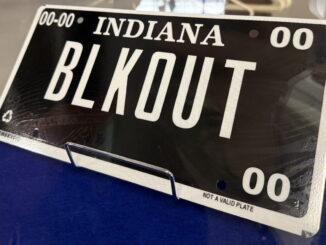 00-00 INDIANA 00
BLKOUT
NOT A VALID PLATE 00